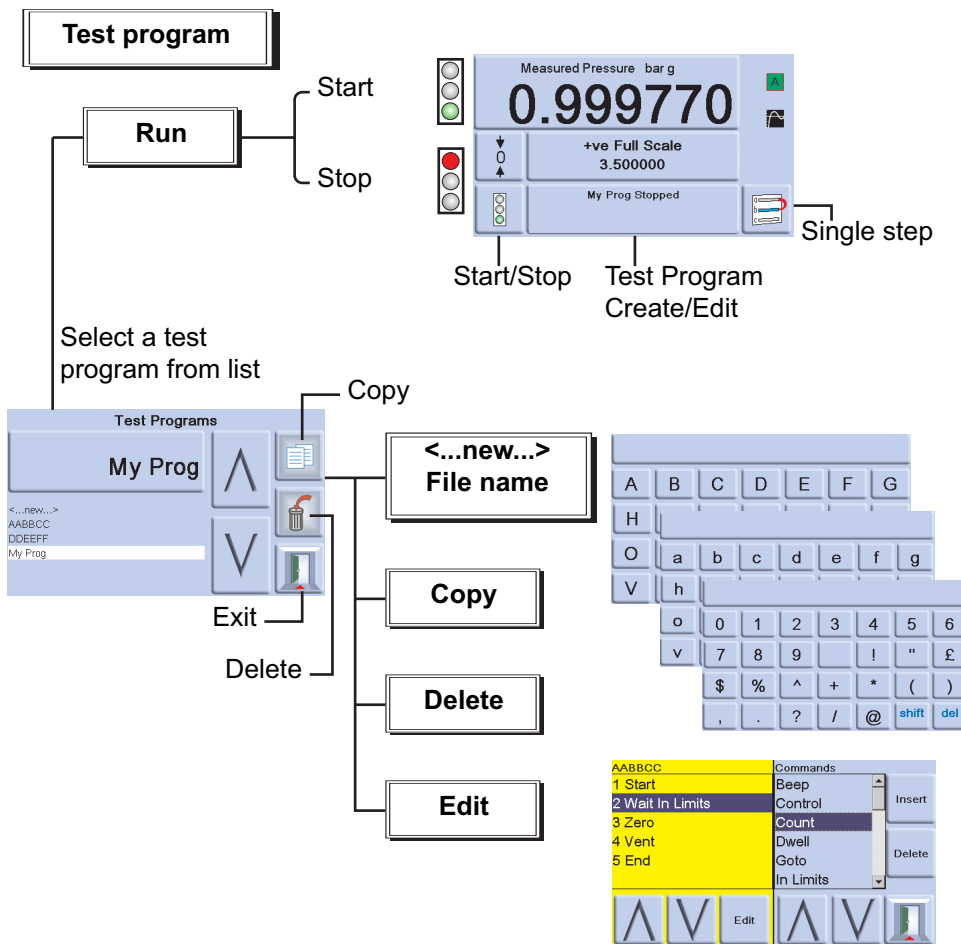 Test program
Run
Start
Stop
Measured Pressure bar g
0.999770
A
0
+ve Full Scale
3.500000
My Prog Stopped
Single step
Start/Stop
Test Program
Create/Edit
Select a test
program from list
Copy
Test Programs
My Prog
<...new...>
AABBCC
DDEEFF
My Prog
Exit
Delete
<...new...>
File name
Copy
Delete
Edit
A B C D E F G
H
O
V
a b c d e f g
h
o
v
0 1 2 3 4 5 6
7 8 9 ! " £
$ % ^ + * ( )
, . ? / @ shift del
AABBCC
1 Start
2 Wait In Limits
3 Zero
4 Vent
5 End
Edit
Commands
Beep
Control
Count
Dwell
Goto
In Limits
Insert
Delete